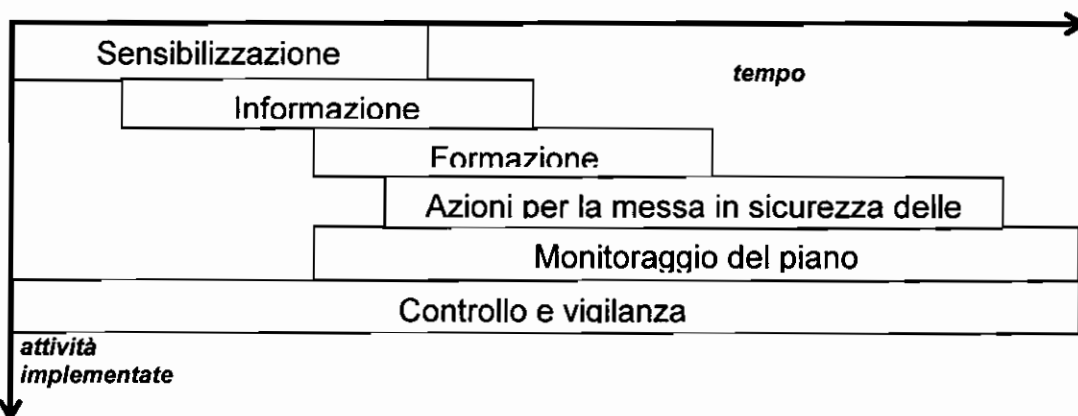 Sensibilizzazione
tempo
Informazione
Formazione
Azioni per la messa in sicurezza delle
Monitoraggio del piano
Controllo e vigilanza
attività
implementate